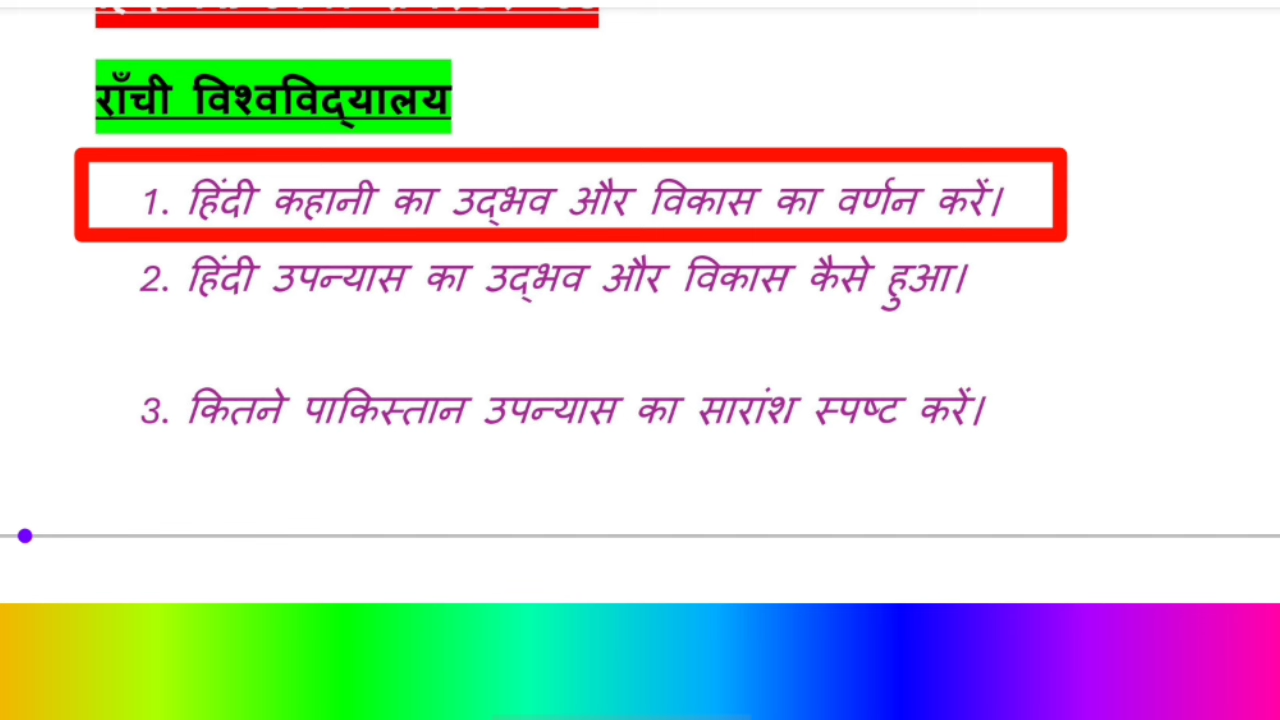 राँची विश्वविद्यालय
1. हिंदी कहानी का उद्भव और विकास का वर्णन करें।
2. हिंदी उपन्यास का उद्भव और विकास कैसे हुआ।
3. कितने पाकिस्तान उपन्यास का सारांश स्पष्ट करें।